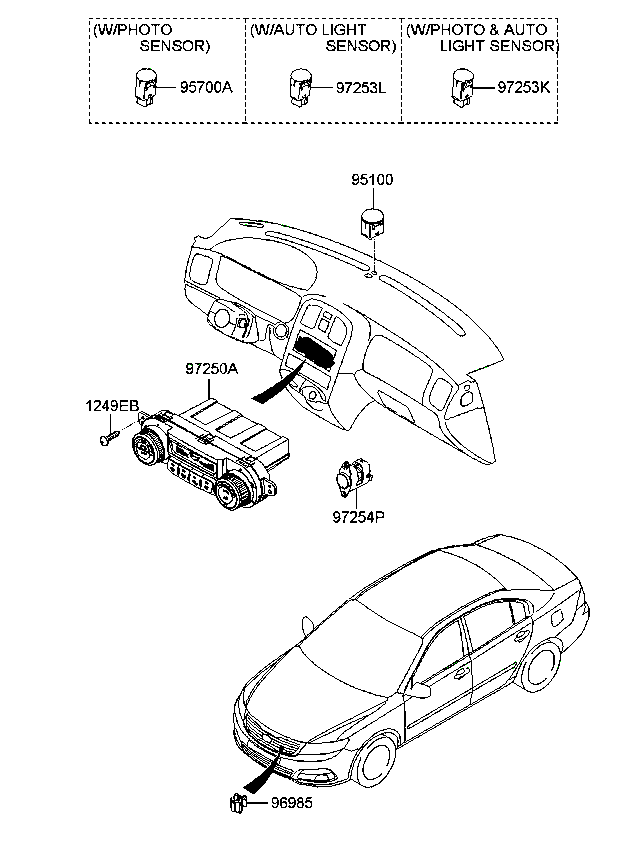 (W/PHOTO
SENSOR)
95700A
(W/AUTO LIGHT
SENSOR)
97253L
(W/PHOTO & AUTO
LIGHT SENSOR)
97253K
95100
97250A
1249EB
97254P
96985